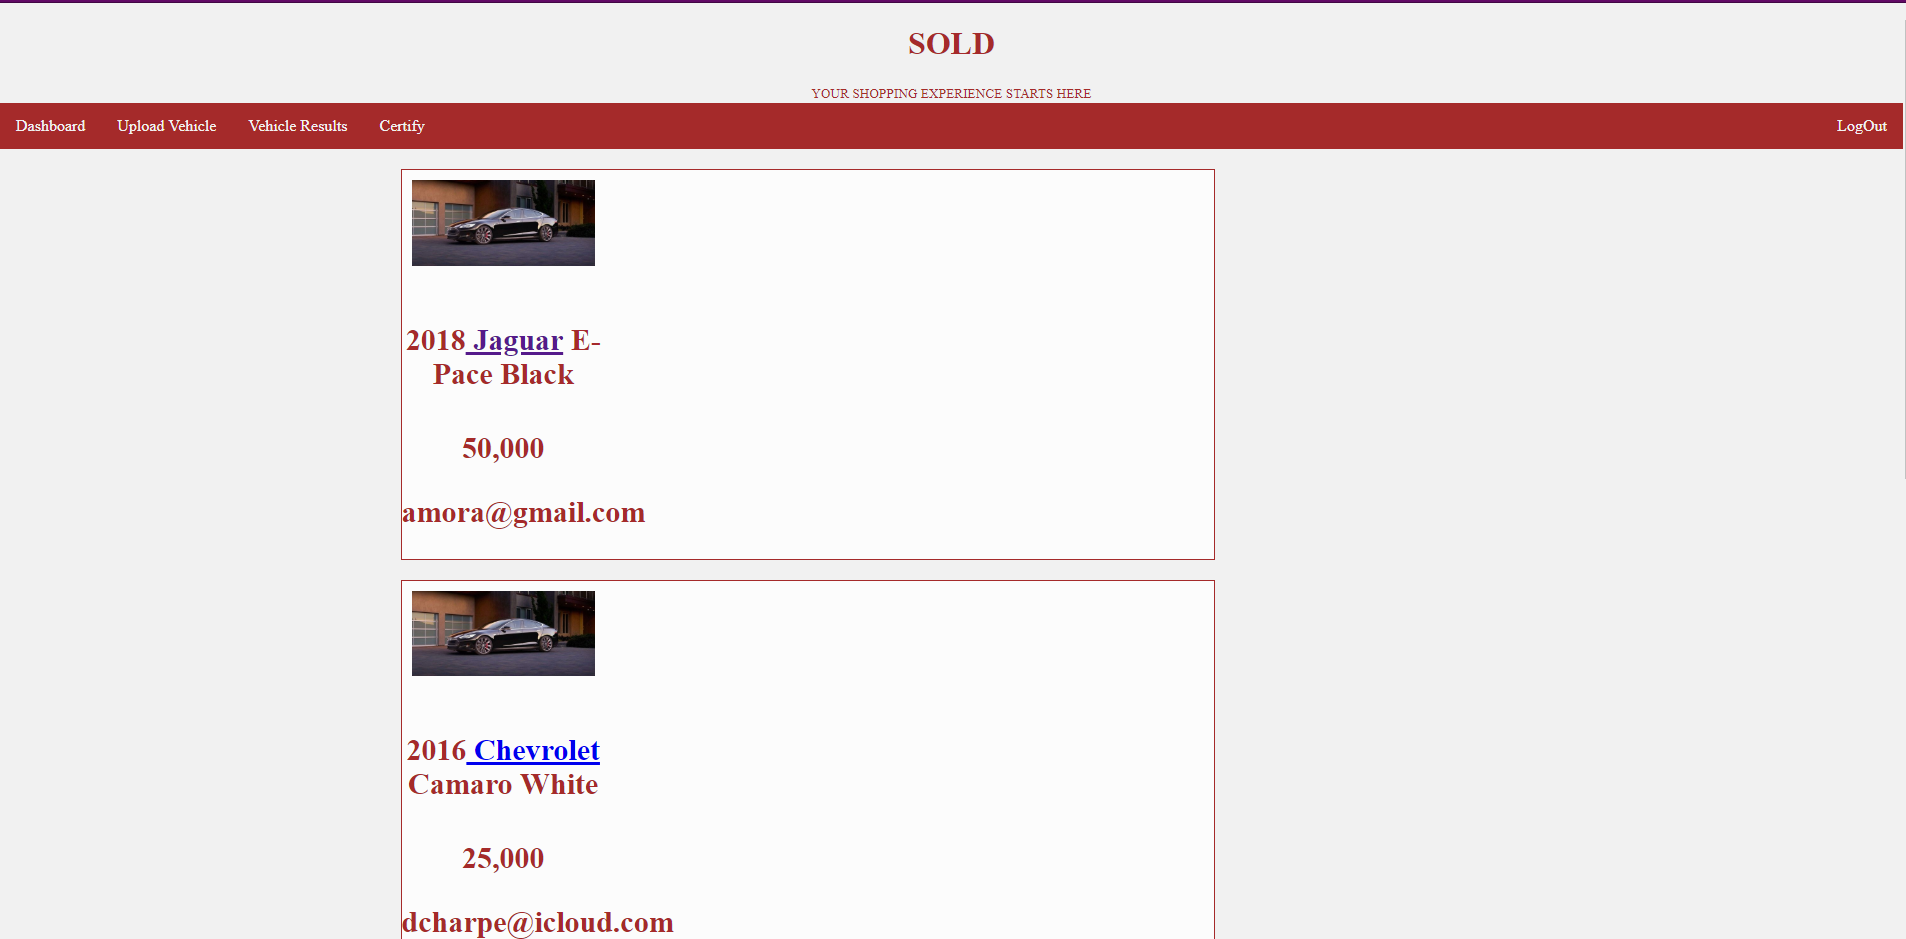 SOLD
YOUR SHOPPING EXPERIENCE STARTS HERE
Dashboard Upload Vehicle Vehicle Results Certify LogOut
2018 Jaguar E-
Pace Black
50,000
amora@gmail.com
2016 Chevrolet
Camaro White
25,000
dcharpe@icloud.com